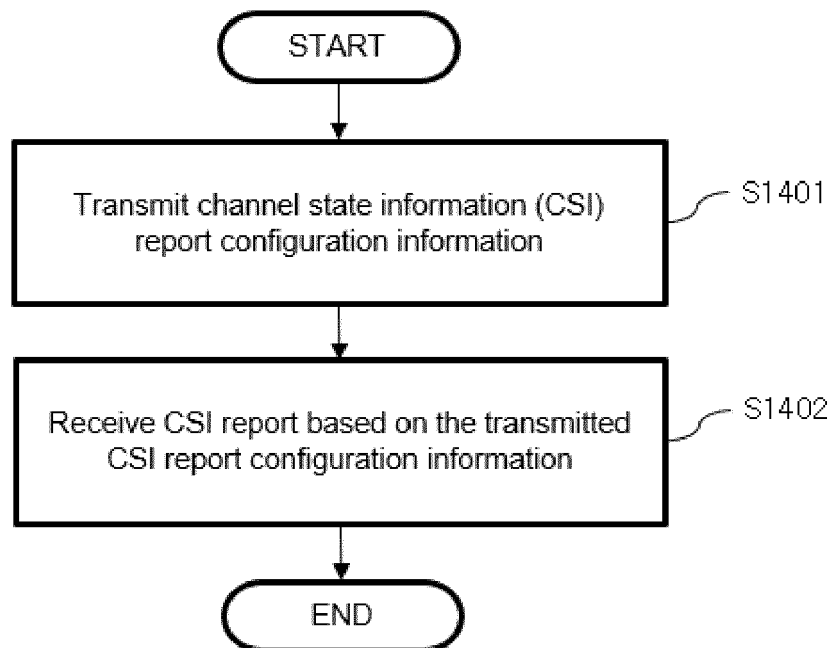 START
Transmit channel state information (CSI)
report configuration information
S1401
Receive CSI report based on the transmitted
CSI report configuration information
S1402
END